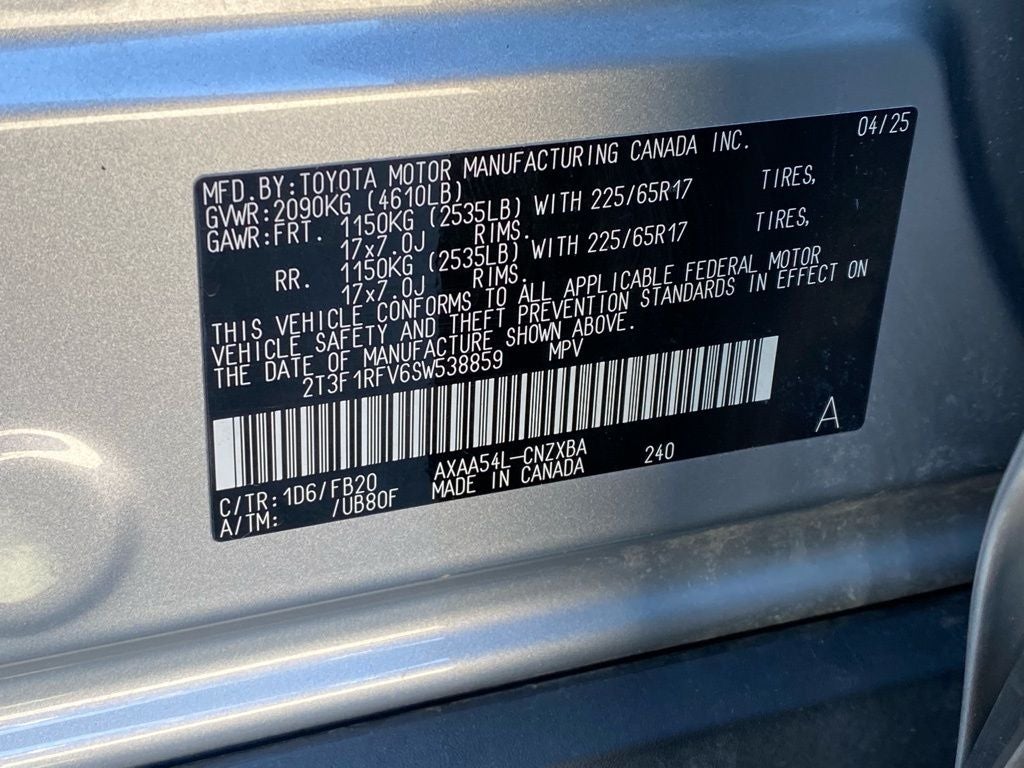 04/25
MFD.BY:TOYOTA MOTOR MANUFACTURING CANADA INC.
GVWR:2090KG (4610LB)
GAWR:FRT. 1150KG (2535LB) WITH 225/65R17 TIRES,
17x7.0J RIMS.
RR. 1150KG (2535LB) WITH 225/65R17 TIRES,
17x7.0J RIMS.
THIS VEHICLE CONFORMS TO ALL APPLICABLE FEDERAL MOTOR
VEHICLE SAFETY AND THEFT PREVENTION STANDARDS IN EFFECT ON
THE DATE OF MANUFACTURE SHOWN ABOVE.
2T3F1RFV6SW538859 MPV
A
C/TR:1D6/FB20 AXAA54L-CNZXBA 240
A/TM: /UB80F MADE IN CANADA